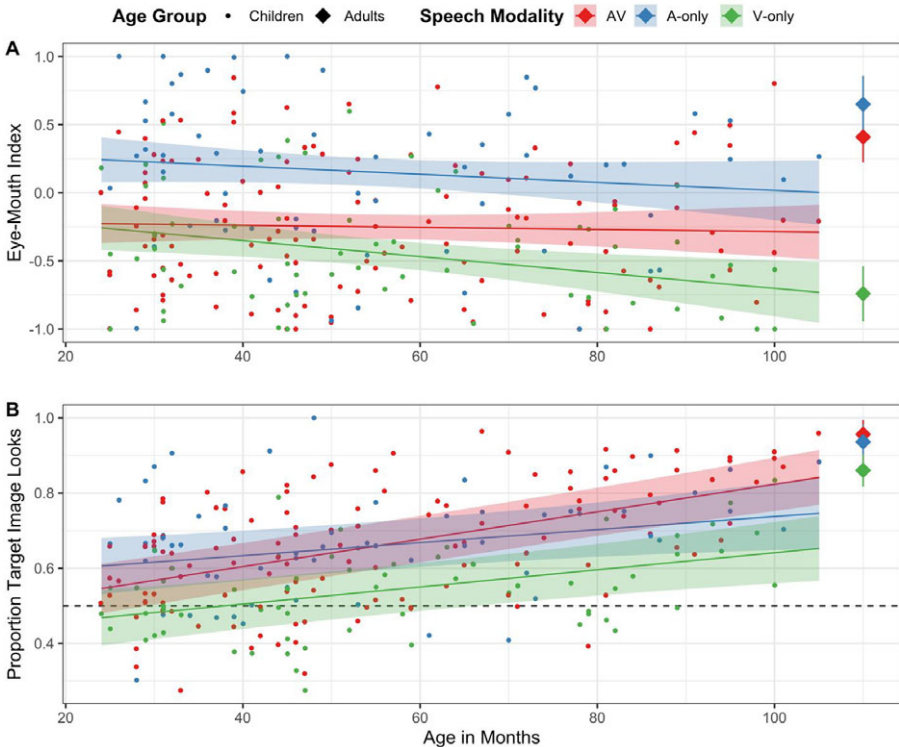 Age Group Children Adults Speech Modality AV A-only V-only
A
Eye-Mouth Index
1.0
0.5
0.0
-0.5
-1.0
20 40 60 80 100
B
Proportion Target Image Looks
1.0
0.8
0.6
0.4
20 40 60 80 100
Age in Months